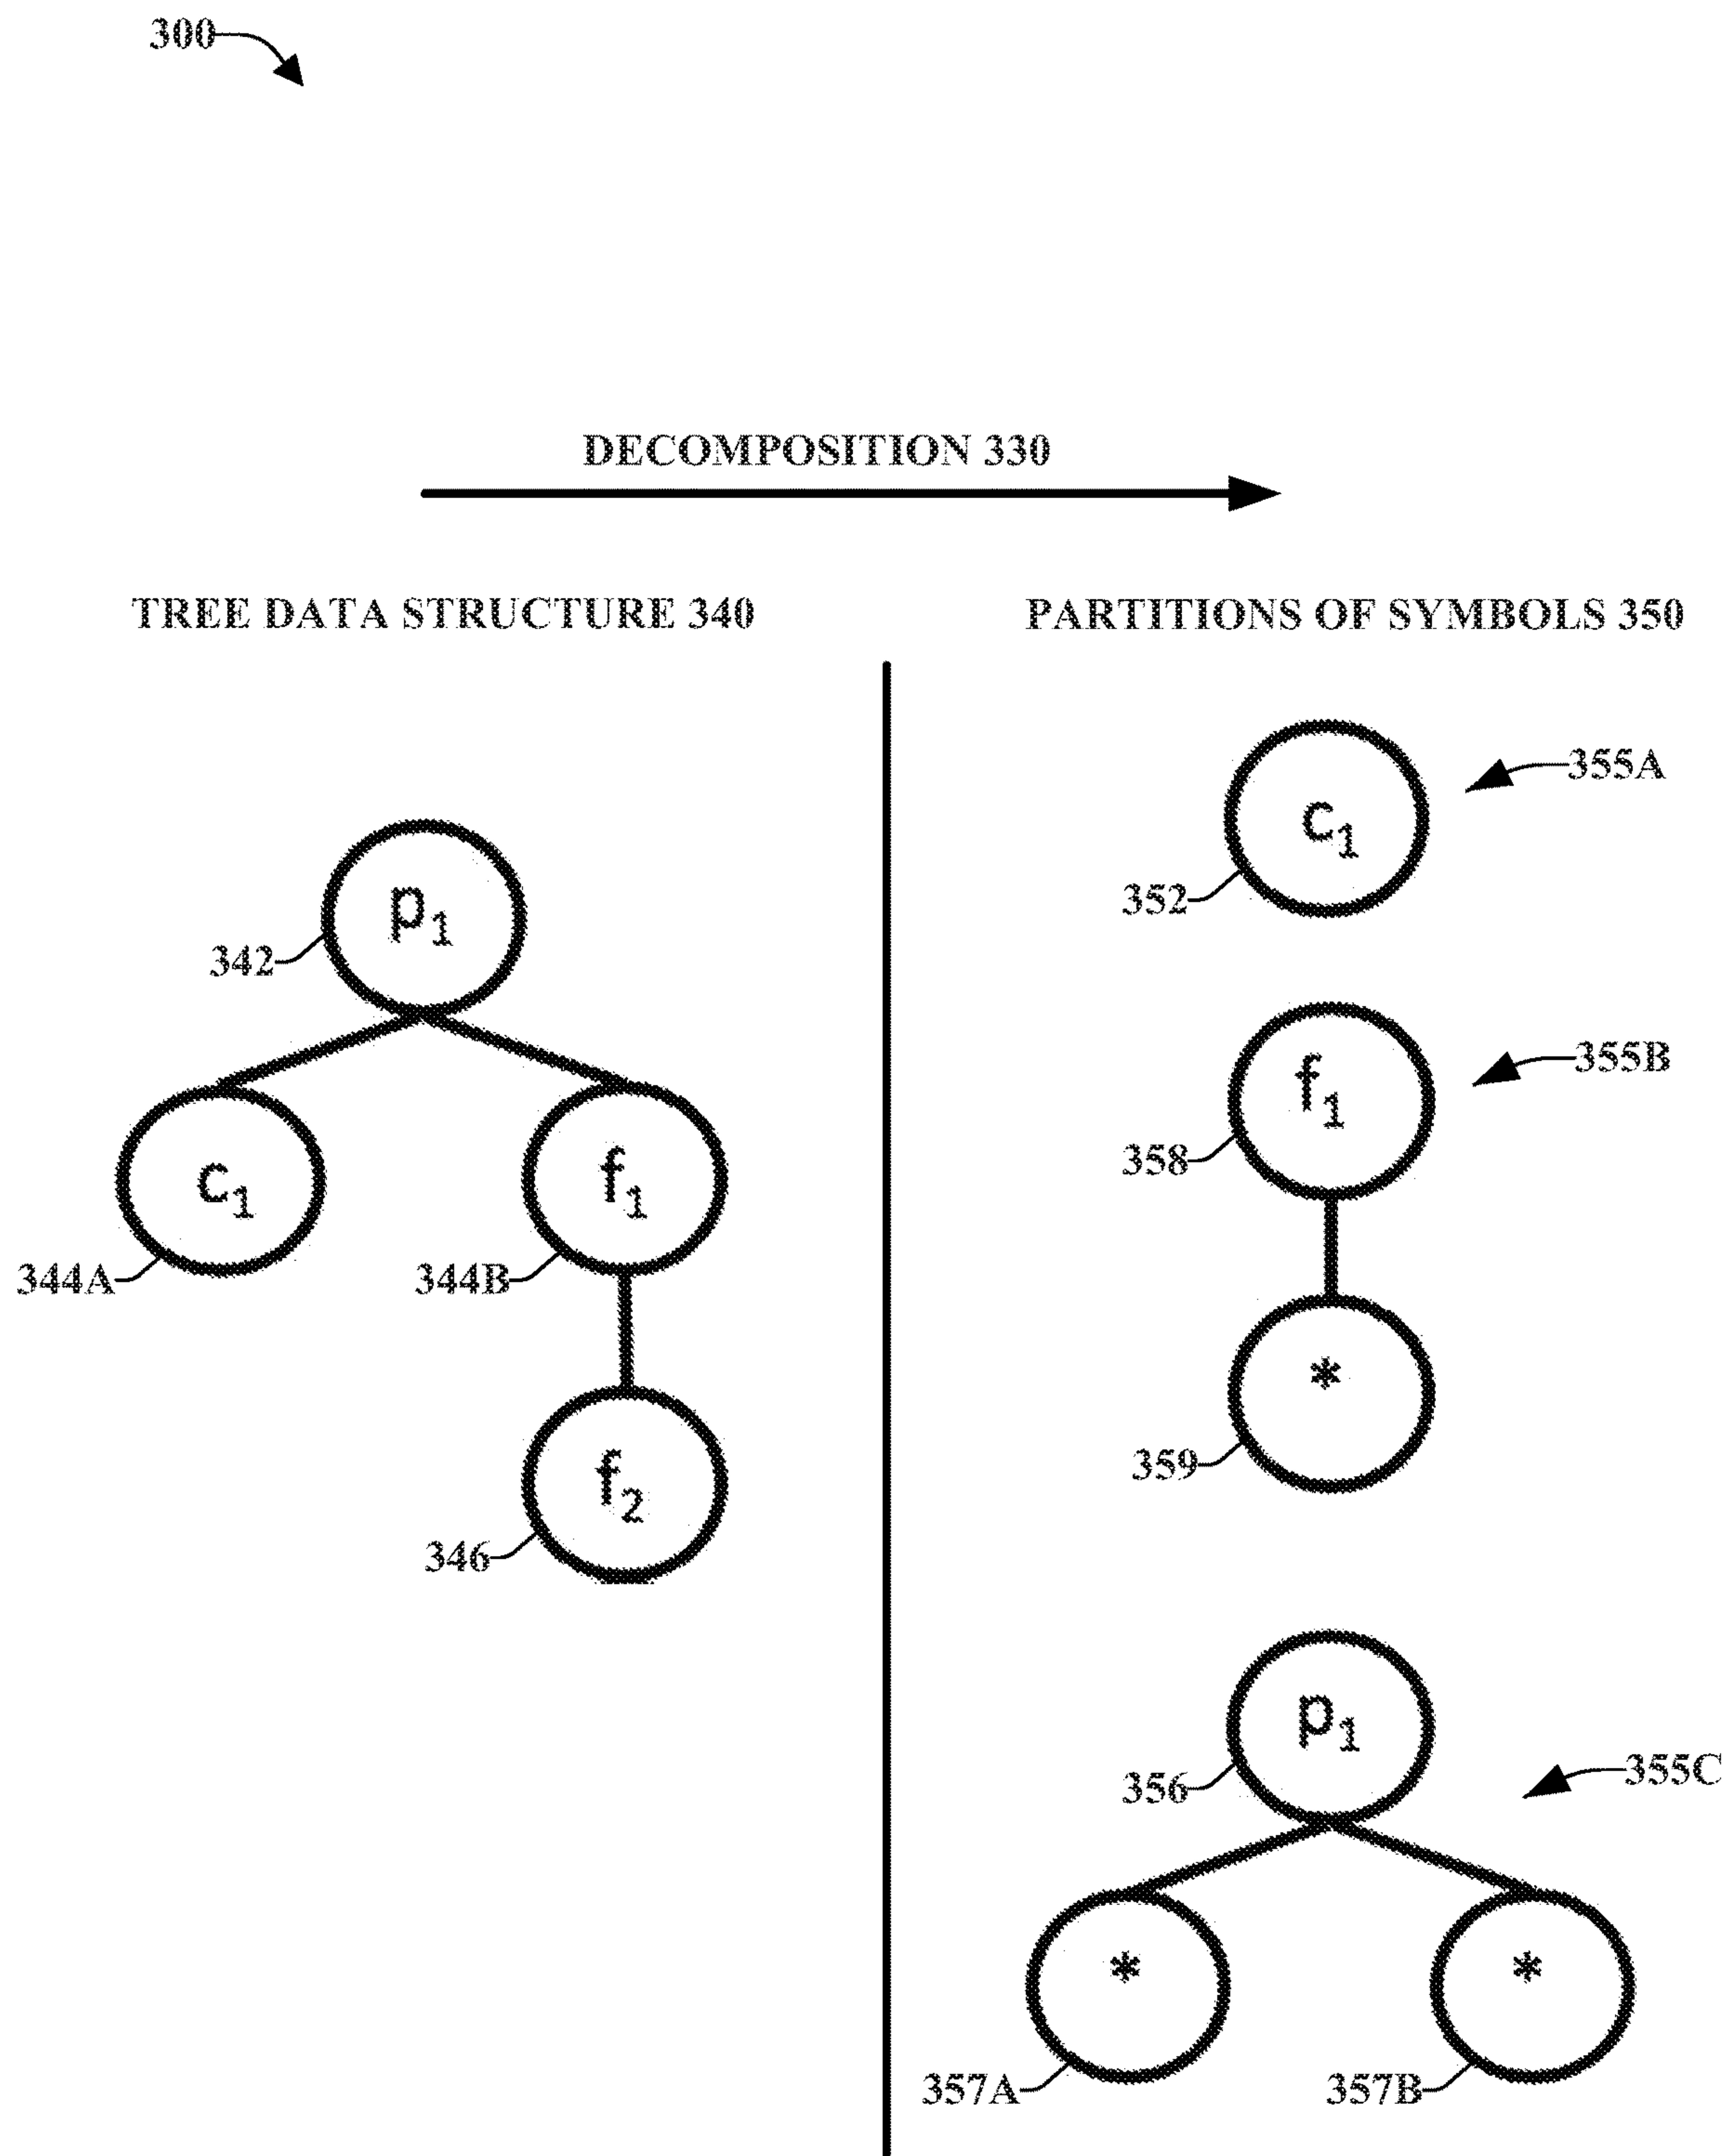 300
DECOMPOSITION 330
TREE DATA STRUCTURE 340
PARTITIONS OF SYMBOLS 350
p1
342
c1
344A
f1
344B
f2
346
c1
352
355A
f1
358
355B
*
359
p1
356
355C
*
357A
*
357B